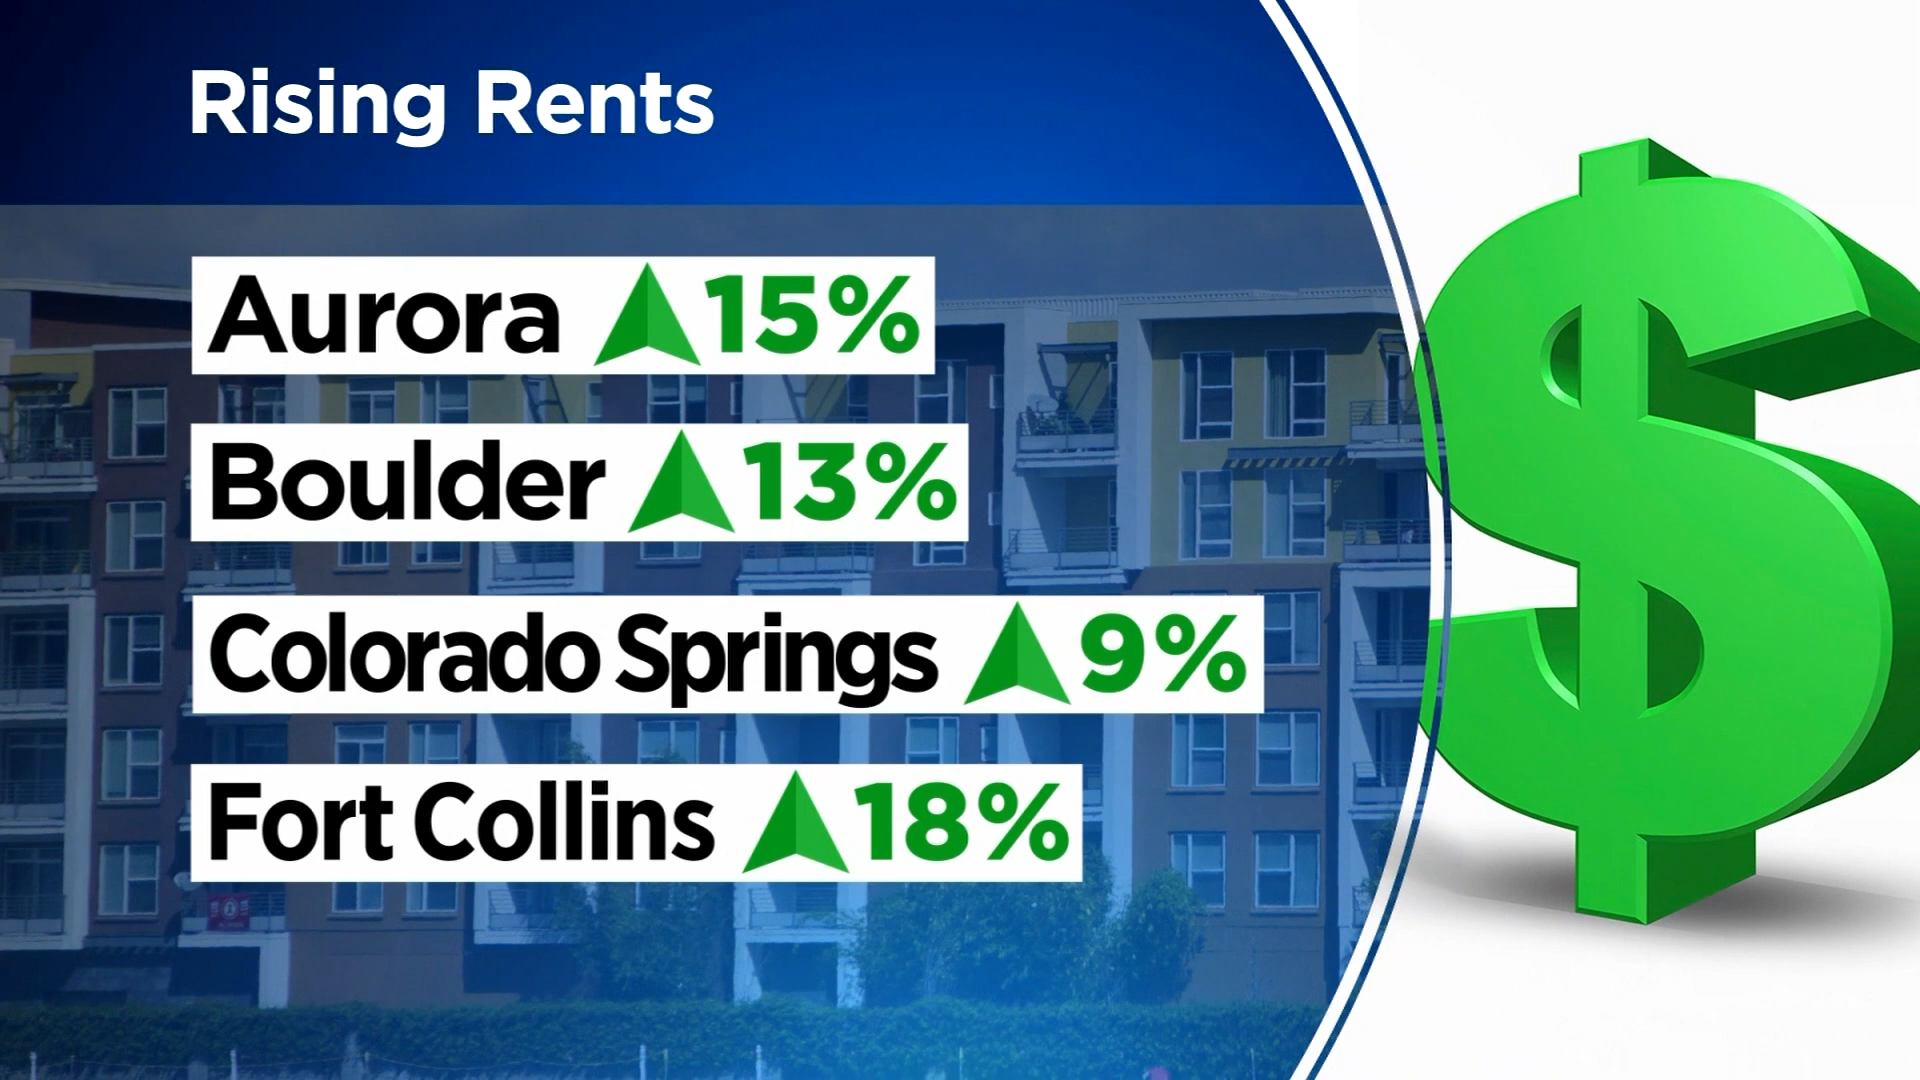 Rising Rents
Aurora 15%
Boulder 13%
Colorado Springs 9%
Fort Collins 18%